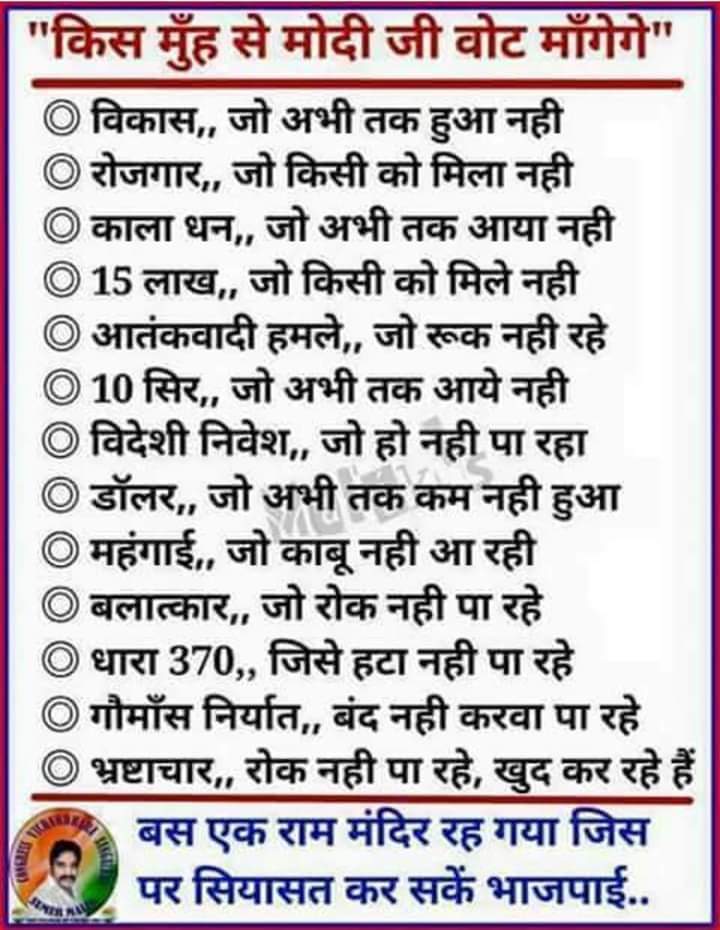 "किस मुँह से मोदी जी वोट माँगेगे"
◎ विकास,, जो अभी तक हुआ नही
◎ रोजगार,, जो किसी को मिला नही
◎ काला धन,, जो अभी तक आया नही
◎ 15 लाख,, जो किसी को मिले नही
◎ आतंकवादी हमले,, जो रूक नही रहे
◎ 10 सिर,, जो अभी तक आये नही
◎ विदेशी निवेश,, जो हो नही पा रहा
◎ डॉलर,, जो अभी तक कम नही हुआ
◎ महंगाई,, जो काबू नही आ रही
◎ बलात्कार,, जो रोक नही पा रहे
◎ धारा 370,, जिसे हटा नही पा रहे
◎ गौमाँस निर्यात,, बंद नही करवा पा रहे
◎ भ्रष्टाचार,, रोक नही पा रहे, खुद कर रहे हैं
बस एक राम मंदिर रह गया जिस
पर सियासत कर सकें भाजपाई..